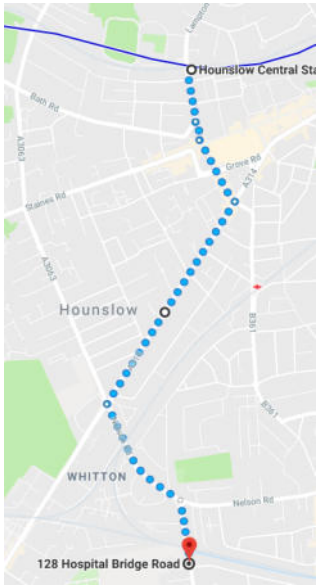 Lampton
Hounslow Central Sta
Bath Rd
A3063
Grove Rd
Staines Rd
A314
A3063
B361
Hounslow
B361
WHITTON
Nelson Rd
128 Hospital Bridge Road